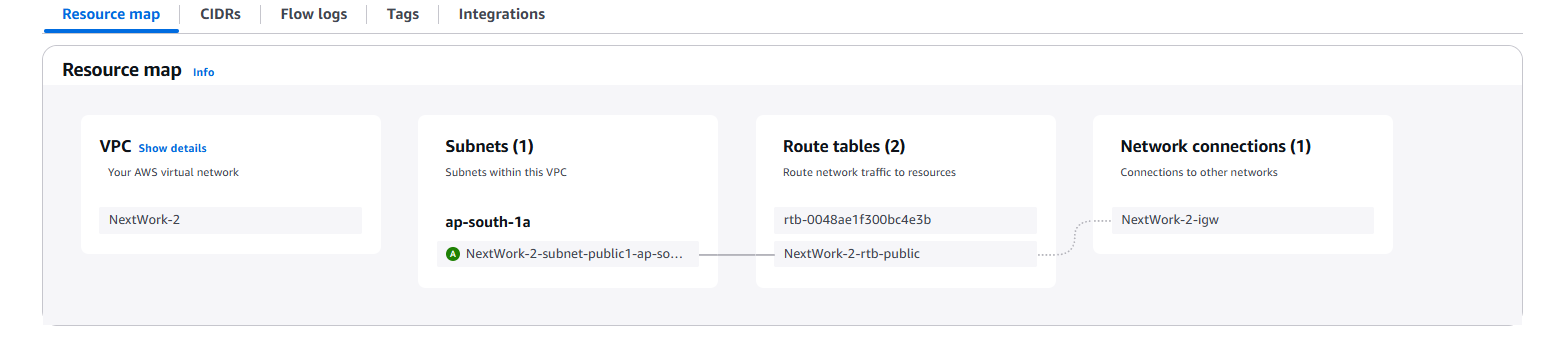 Resource map CIDRs Flow logs Tags Integrations
Resource map Info
VPC Show details
Your AWS virtual network
NextWork-2
Subnets (1)
Subnets within this VPC
ap-south-1a
A NextWork-2-subnet-public1-ap-so...
Route tables (2)
Route network traffic to resources
rtb-0048ae1f300bc4e3b
NextWork-2-rtb-public
Network connections (1)
Connections to other networks
NextWork-2-igw